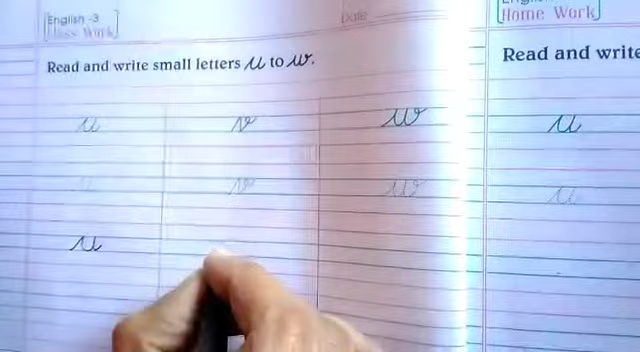 English -3
Class Work
Date
Home Work
Read and write small letters u to w.
Read and write
u v w u
u v w u
u